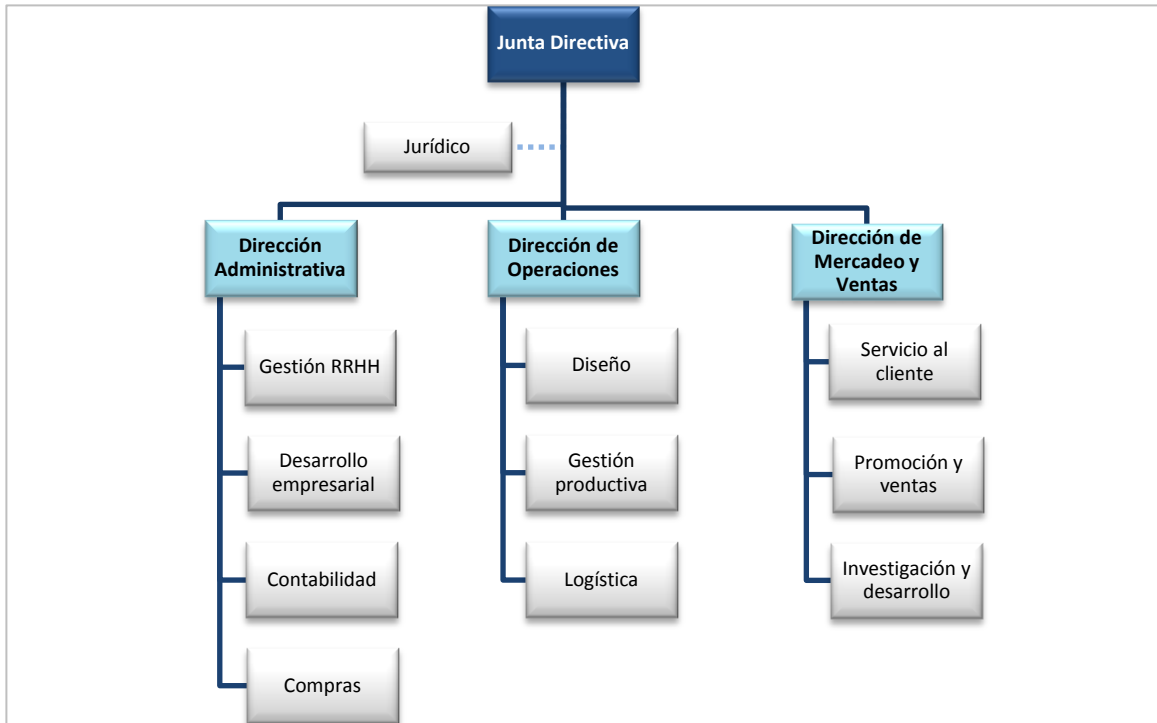 Junta Directiva
Jurídico
Dirección
Administrativa
Gestión RRHH
Desarrollo
empresarial
Contabilidad
Compras
Dirección de
Operaciones
Diseño
Gestión
productiva
Logística
Dirección de
Mercadeo y
Ventas
Servicio al
cliente
Promoción y
ventas
Investigación y
desarrollo